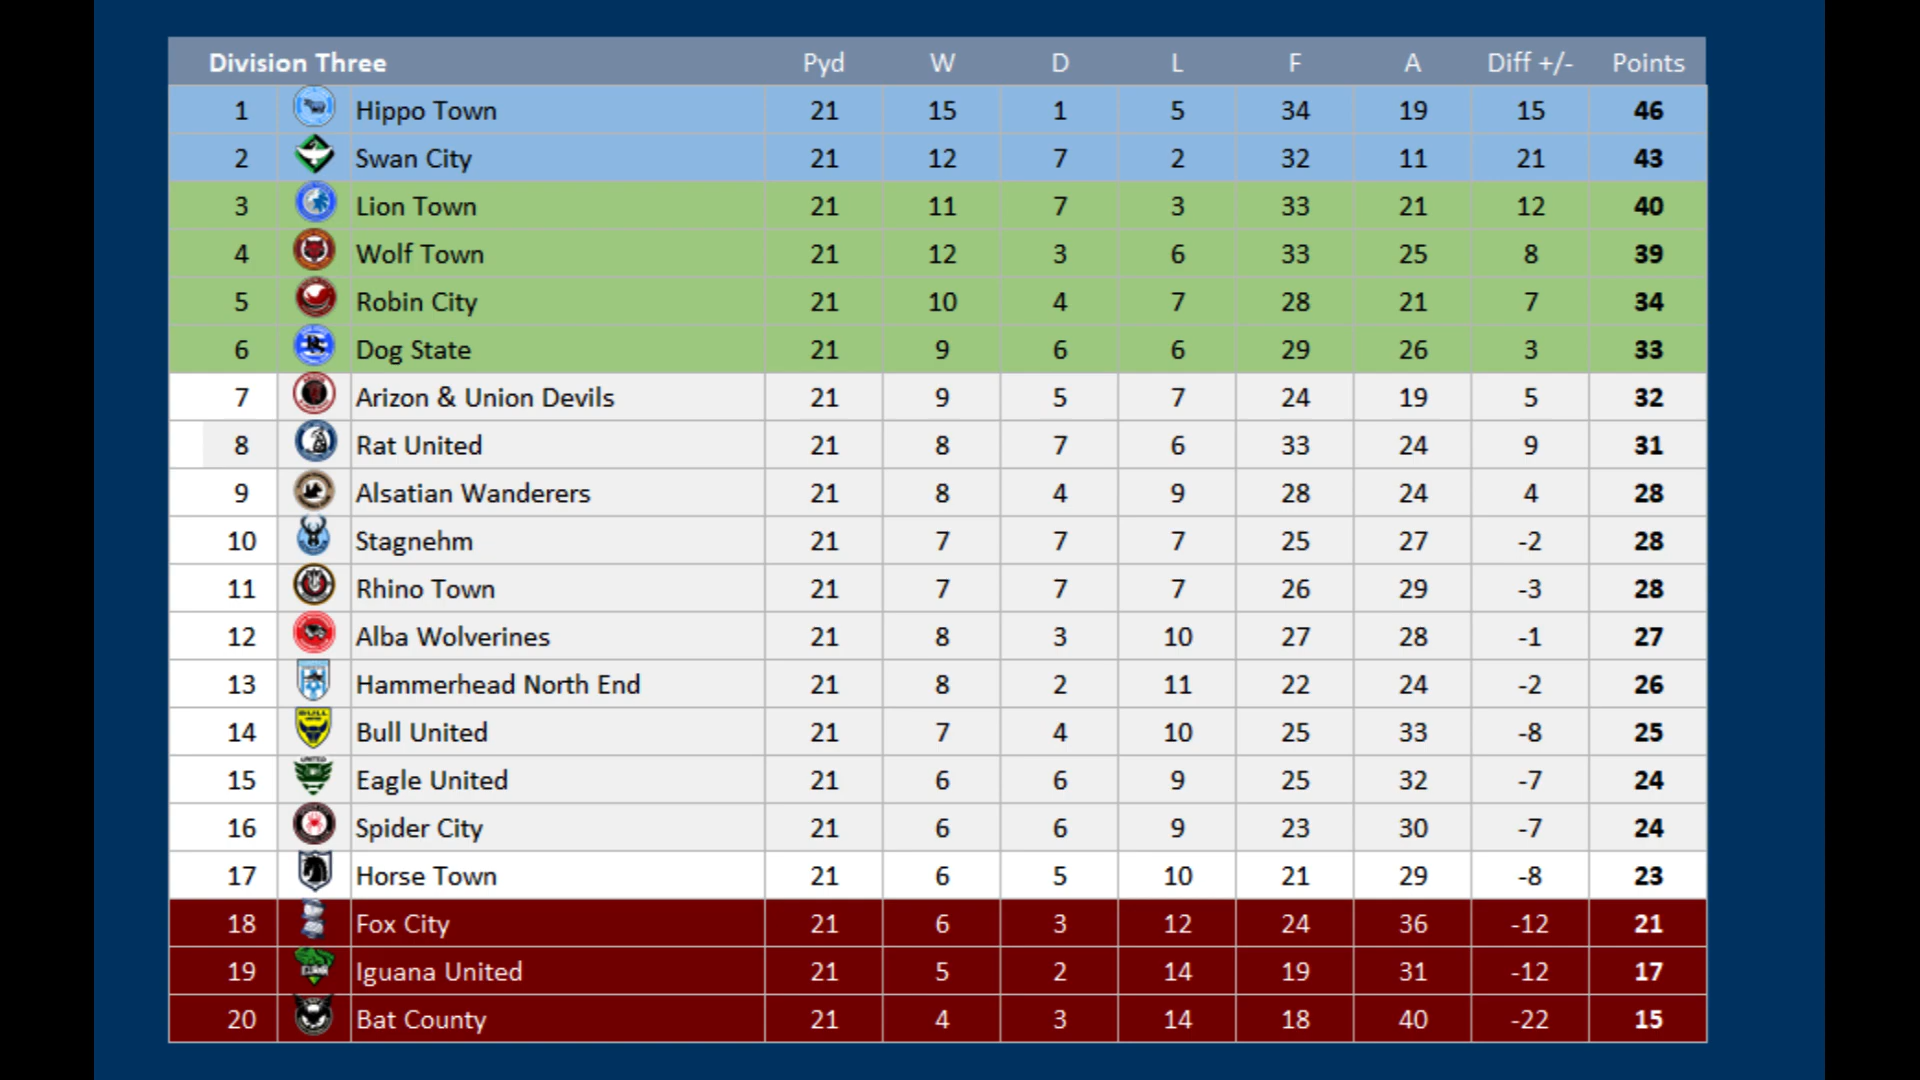 Division Three Pyd W D L F A Diff +/- Points
1 Hippo Town 21 15 1 5 34 19 15 46
2 Swan City 21 12 7 2 32 11 21 43
3 Lion Town 21 11 7 3 33 21 12 40
4 Wolf Town 21 12 3 6 33 25 8 39
5 Robin City 21 10 4 7 28 21 7 34
6 Dog State 21 9 6 6 29 26 3 33
7 Arizon & Union Devils 21 9 5 7 24 19 5 32
8 Rat United 21 8 7 6 33 24 9 31
9 Alsatian Wanderers 21 8 4 9 28 24 4 28
10 Stagnehm 21 7 7 7 25 27 -2 28
11 Rhino Town 21 7 7 7 26 29 -3 28
12 Alba Wolverines 21 8 3 10 27 28 -1 27
13 Hammerhead North End 21 8 2 11 22 24 -2 26
14 BULL Bull United 21 7 4 10 25 33 -8 25
15 UNITED Eagle United 21 6 6 9 25 32 -7 24
16 Spider City 21 6 6 9 23 30 -7 24
17 Horse Town 21 6 5 10 21 29 -8 23
18 Fox City 21 6 3 12 24 36 -12 21
19 Iguana United 21 5 2 14 19 31 -12 17
20 Bat County 21 4 3 14 18 40 -22 15